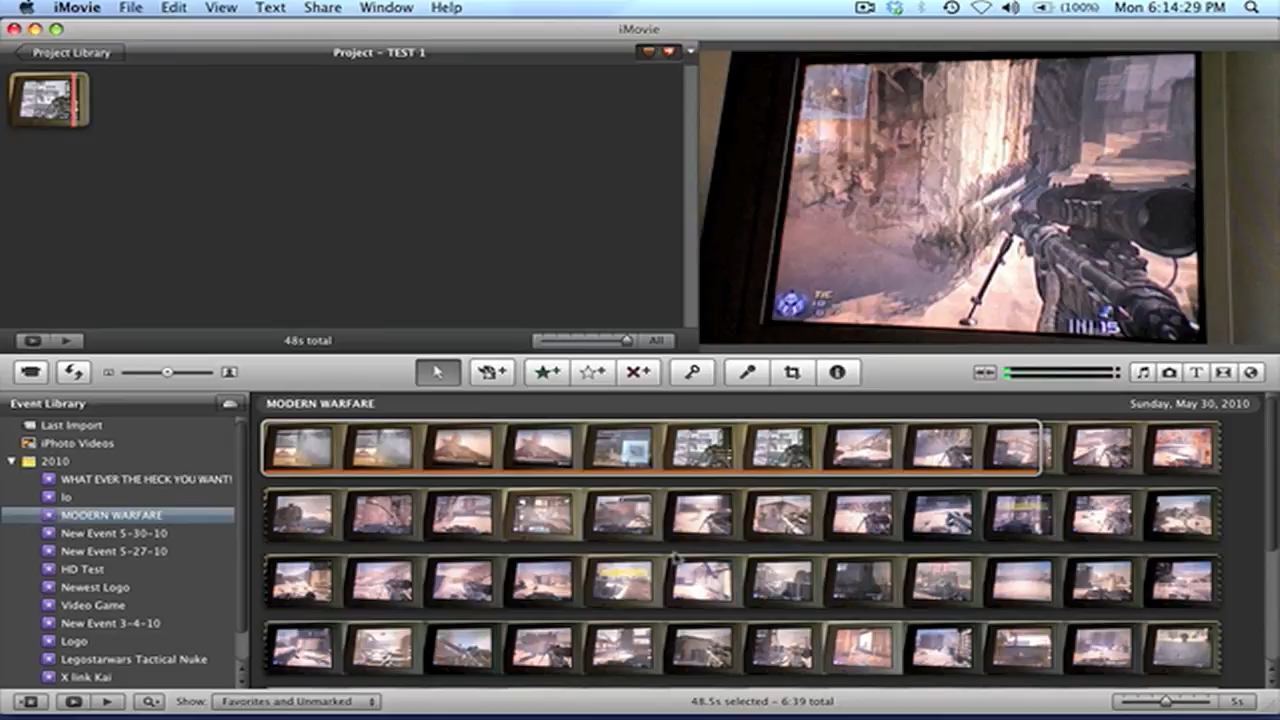 iMovie File Edit View Text Share Window Help (100%) Mon 6:14:29 PM
iMovie
Project Library Project - TEST 1
15
48s total All
Event Library MODERN WARFARE Sunday, May 30, 2010
Last Import
iPhoto Videos
2010
WHAT EVER THE HECK YOU WANT!
lo
MODERN WARFARE
New Event 5-30-10
New Event 5-27-10
HD Test
Newest Logo
Video Game
New Event 3-4-10
Logo
Legostarwars Tactical Nuke
X link Kai
Show: Favorites and Unmarked 48.5s selected - 6:39 total 5s